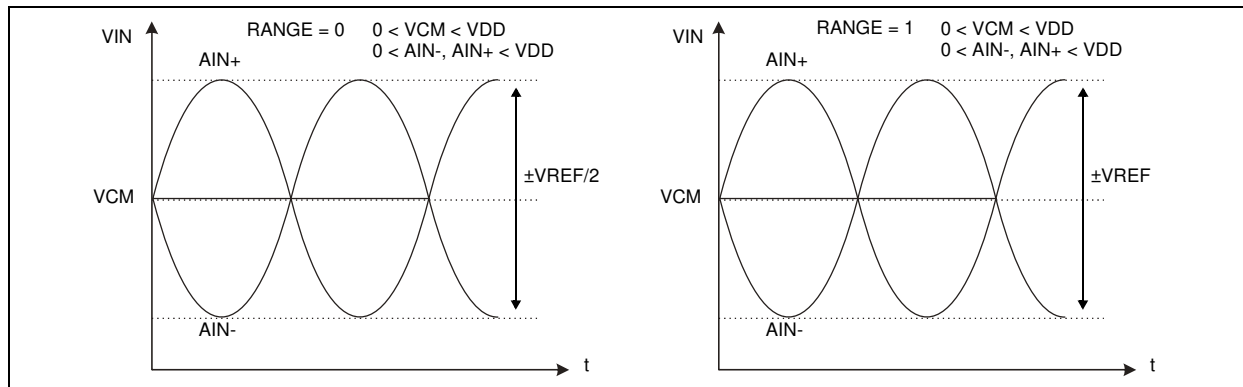 VIN
RANGE = 0
0 < VCM < VDD
0 < AIN-, AIN+ < VDD
AIN+
±VREF/2
VCM
AIN-
t
VIN
RANGE = 1
0 < VCM < VDD
0 < AIN-, AIN+ < VDD
AIN+
±VREF
VCM
AIN-
t